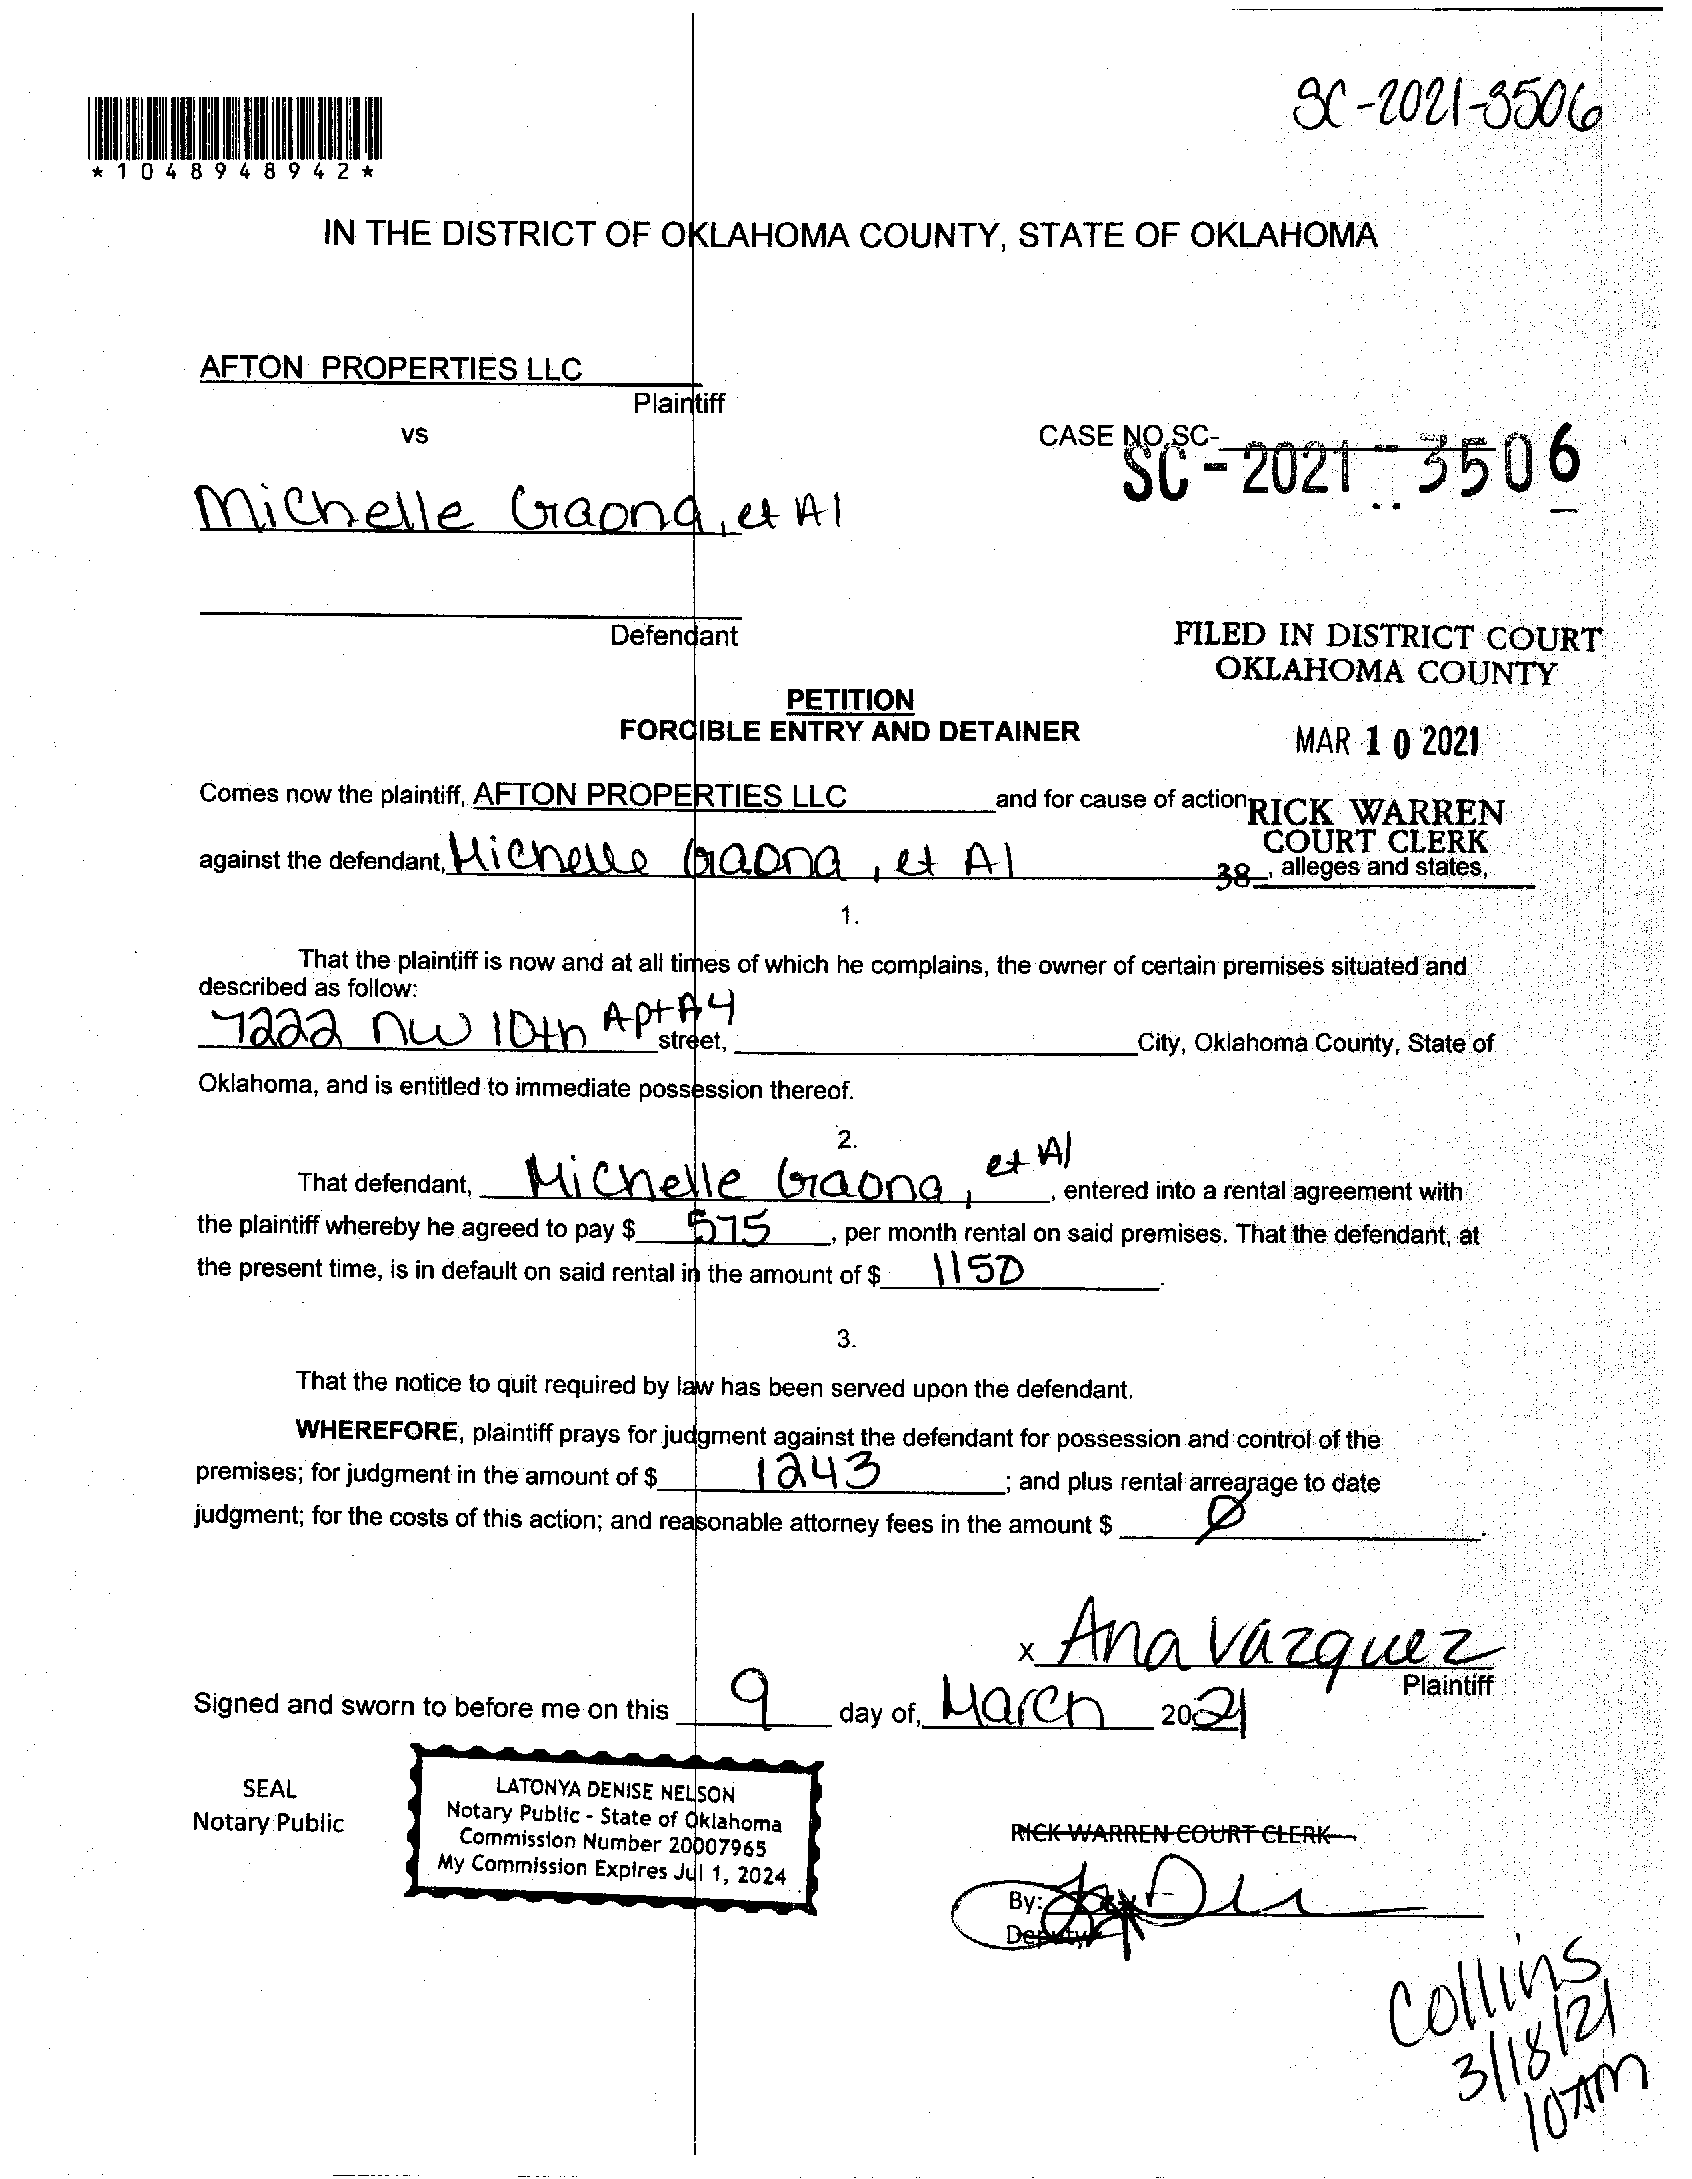 SC-2021-3506
*1048948942*
IN THE DISTRICT OF OKLAHOMA COUNTY, STATE OF OKLAHOMA
AFTON PROPERTIES LLC
Plaintiff
vs
CASE NO.SC-
SC-2021-3506
Michelle Gaona, et Al
Defendant
FILED IN DISTRICT COURT
OKLAHOMA COUNTY
PETITION
FORCIBLE ENTRY AND DETAINER
MAR 10 2021
Comes now the plaintiff, AFTON PROPERTIES LLC and for cause of action
RICK WARREN
COURT CLERK
against the defendant, Michelle Gaona, et Al 38, alleges and states,
1.
That the plaintiff is now and at all times of which he complains, the owner of certain premises situated and
described as follow:
7222 NW 10th Apt A4 street, City, Oklahoma County, State of
Oklahoma, and is entitled to immediate possession thereof.
2.
That defendant, Michelle Gaona, et Al, entered into a rental agreement with
the plaintiff whereby he agreed to pay $ 575, per month rental on said premises. That the defendant, at
the present time, is in default on said rental in the amount of $ 1150.
3.
That the notice to quit required by law has been served upon the defendant.
WHEREFORE, plaintiff prays for judgment against the defendant for possession and control of the
premises; for judgment in the amount of $ 1243; and plus rental arrearage to date
judgment; for the costs of this action; and reasonable attorney fees in the amount $ Ø.
x Ana Vazquez
Plaintiff
Signed and sworn to before me on this 9 day of, March 2021
SEAL
Notary Public
LATONYA DENISE NELSON
Notary Public - State of Oklahoma
Commission Number 20007965
My Commission Expires Jul 1, 2024
RICK WARREN COURT CLERK
By:
Deputy
Collins
3/18/21
10AM